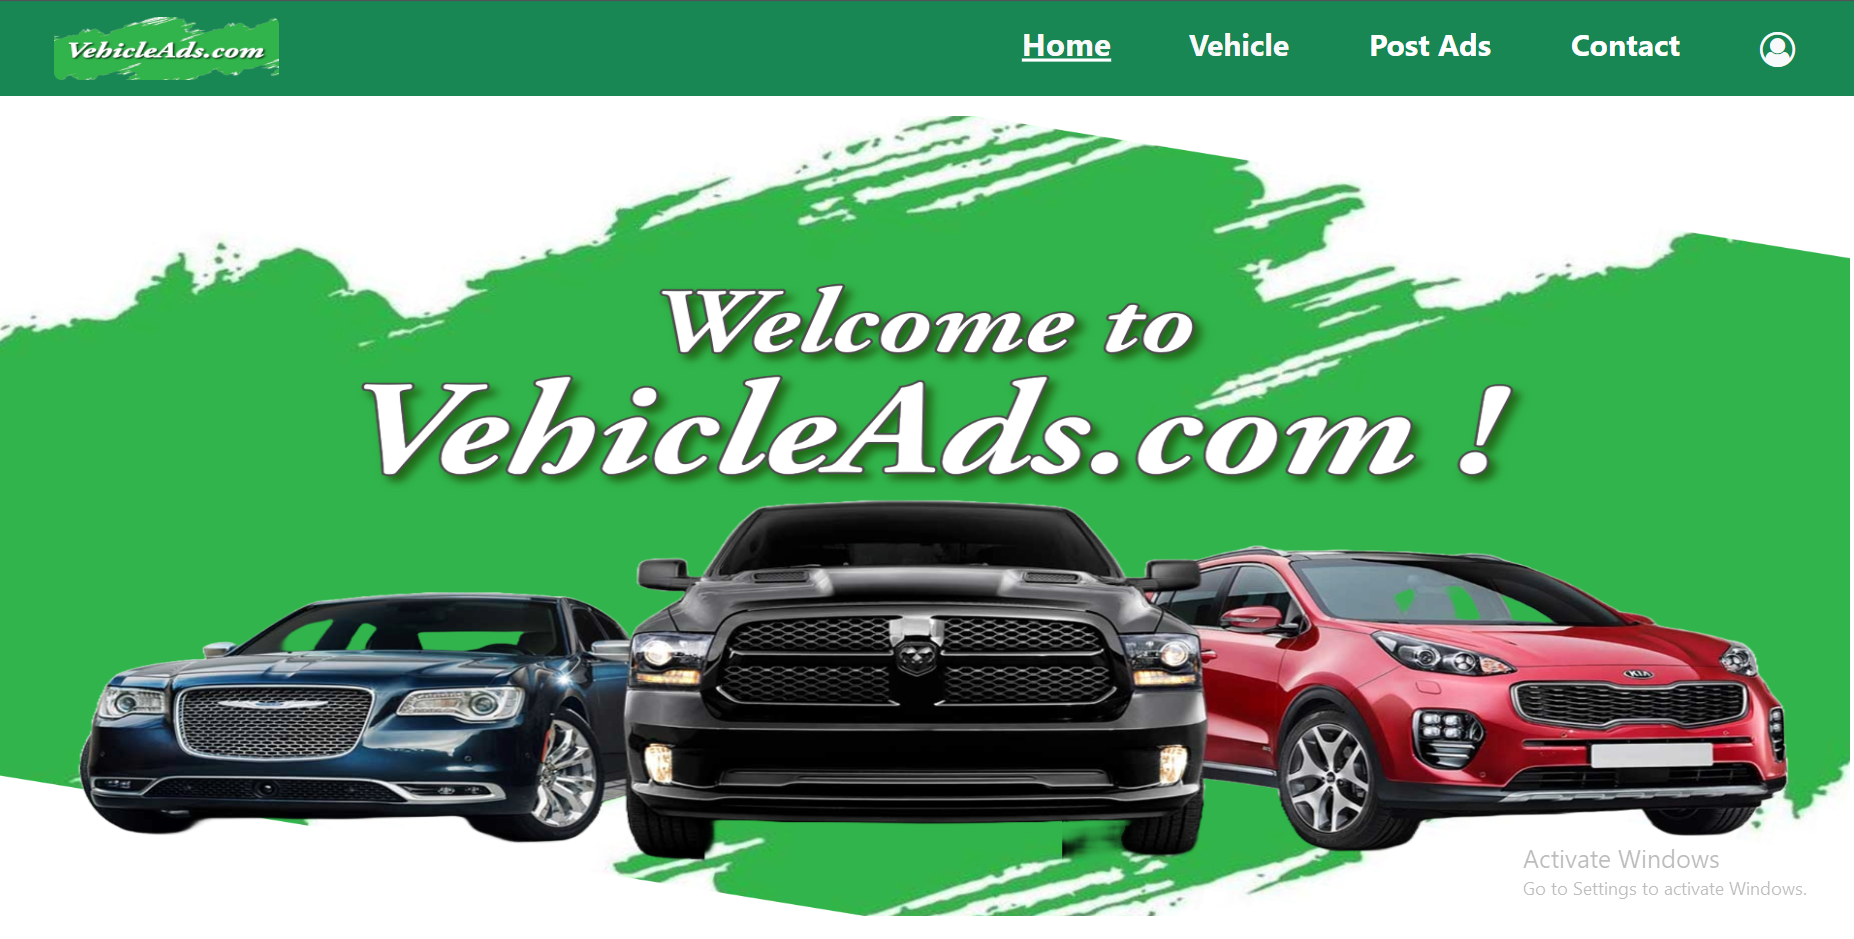 VehicleAds.com
Home
Vehicle
Post Ads
Contact
Welcome to
VehicleAds.com !
KIA
Activate Windows
Go to Settings to activate Windows.